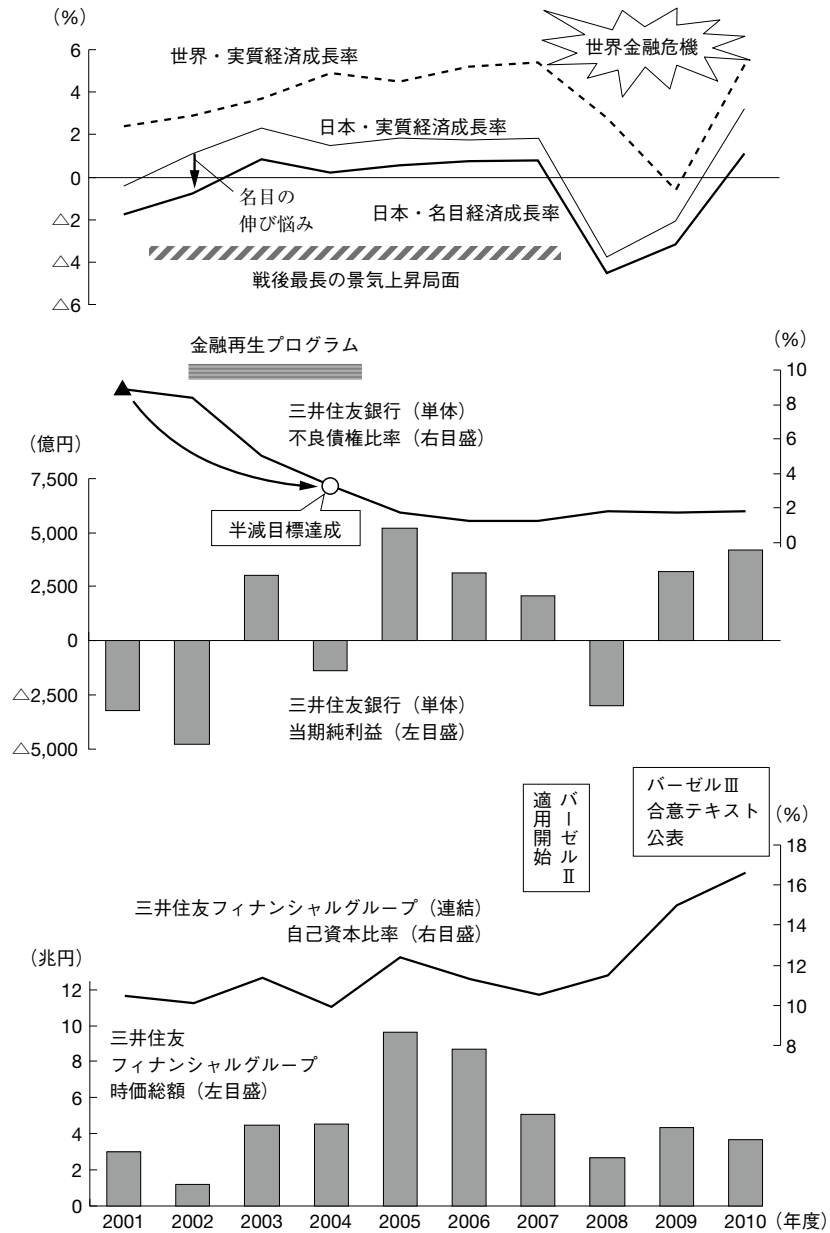 (%)
6
4
2
0
△2
△4
△6
世界・実質経済成長率
世界金融危機
日本・実質経済成長率
名目の
伸び悩み
日本・名目経済成長率
戦後最長の景気上昇局面
金融再生プログラム
(%)
10
8
6
4
2
0
三井住友銀行（単体）
不良債権比率（右目盛）
（億円）
7,500
5,000
2,500
0
△2,500
△5,000
半減目標達成
三井住友銀行（単体）
当期純利益（左目盛）
バーゼルⅡ
適用開始
バーゼルⅢ
合意テキスト
公表
(%)
18
16
14
12
10
8
三井住友フィナンシャルグループ（連結）
自己資本比率（右目盛）
（兆円）
12
10
8
6
4
2
0
三井住友
フィナンシャルグループ
時価総額（左目盛）
2001 2002 2003 2004 2005 2006 2007 2008 2009 2010（年度）